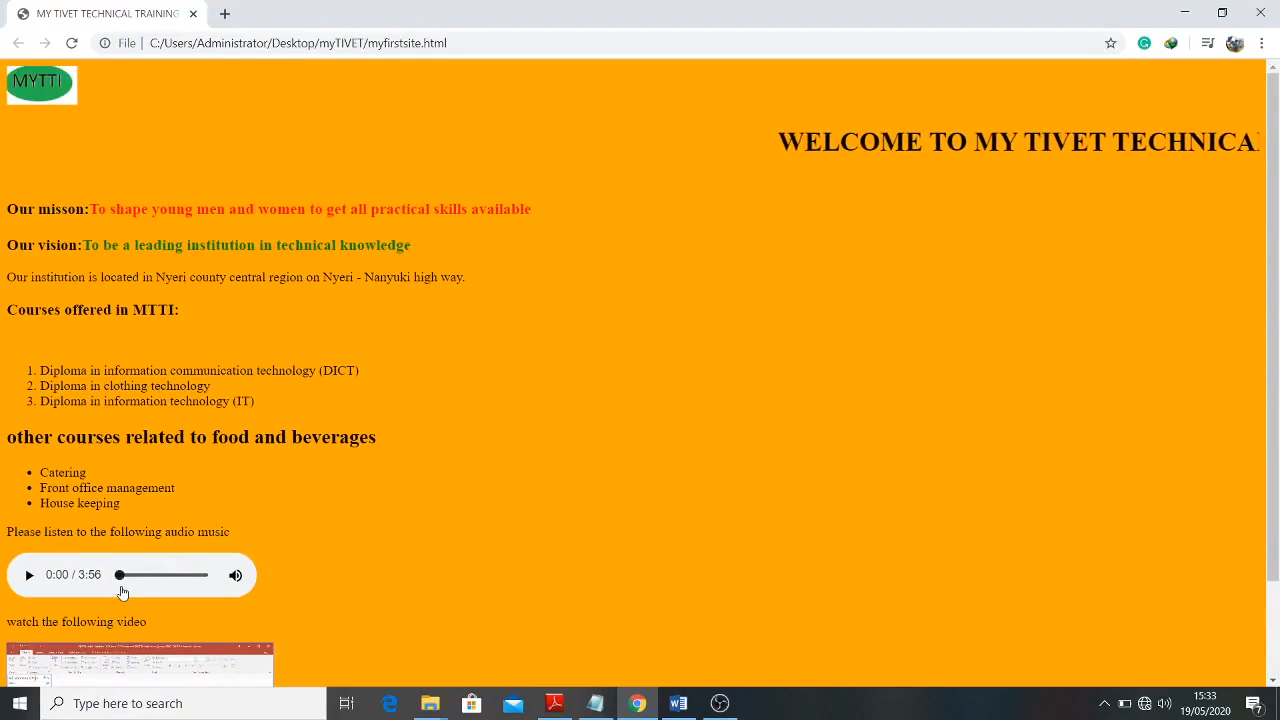 MY TIVET TECHNICAL TRAINING
File
C:/Users/Administrator/Desktop/myTIVET/myfirstsite.html
MYTTI
WELCOME TO MY TIVET TECHNICAL
Our misson:To shape young men and women to get all practical skills available
Our vision:To be a leading institution in technical knowledge
Our institution is located in Nyeri county central region on Nyeri - Nanyuki high way.
Courses offered in MTTI:
1. Diploma in information communication technology (DICT)
2. Diploma in clothing technology
3. Diploma in information technology (IT)
other courses related to food and beverages
• Catering
• Front office management
• House keeping
Please listen to the following audio music
0:00 / 3:56
watch the following video
Type here to search
15:33
19/05/2020
7